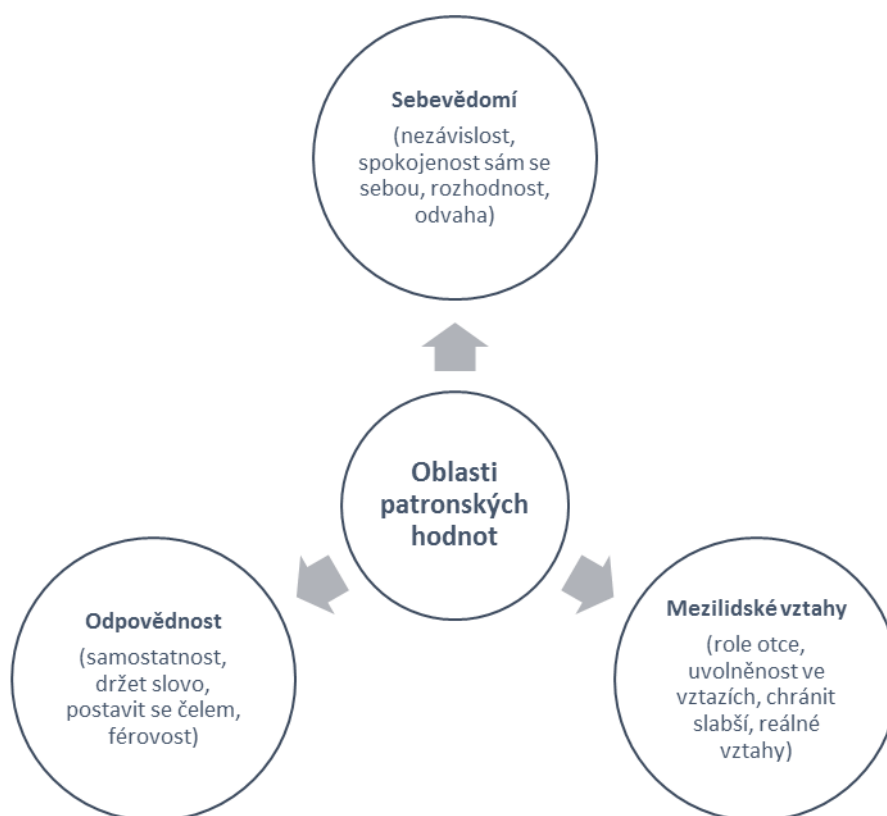 Sebevědomí
(nezávislost,
spokojenost sám se
sebou, rozhodnost,
odvaha)
Oblasti
patronských
hodnot
Odpovědnost
(samostatnost,
držet slovo,
postavit se čelem,
férovost)
Mezilidské vztahy
(role otce,
uvolněnost ve
vztazích, chránit
slabší, reálné
vztahy)